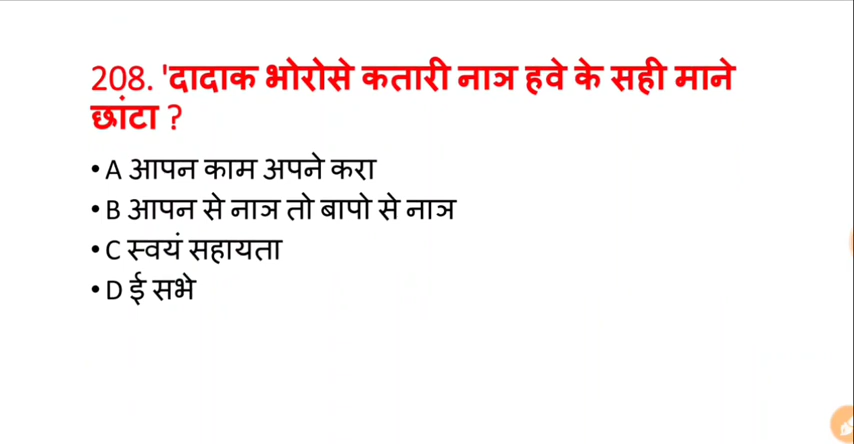 208. 'दादाक भोरोसे कतारी नाञ हवे के सही माने
छांटा ?
• A आपन काम अपने करा
• B आपन से नाञ तो बापो से नाञ
• C स्वयं सहायता
• D ई सभे